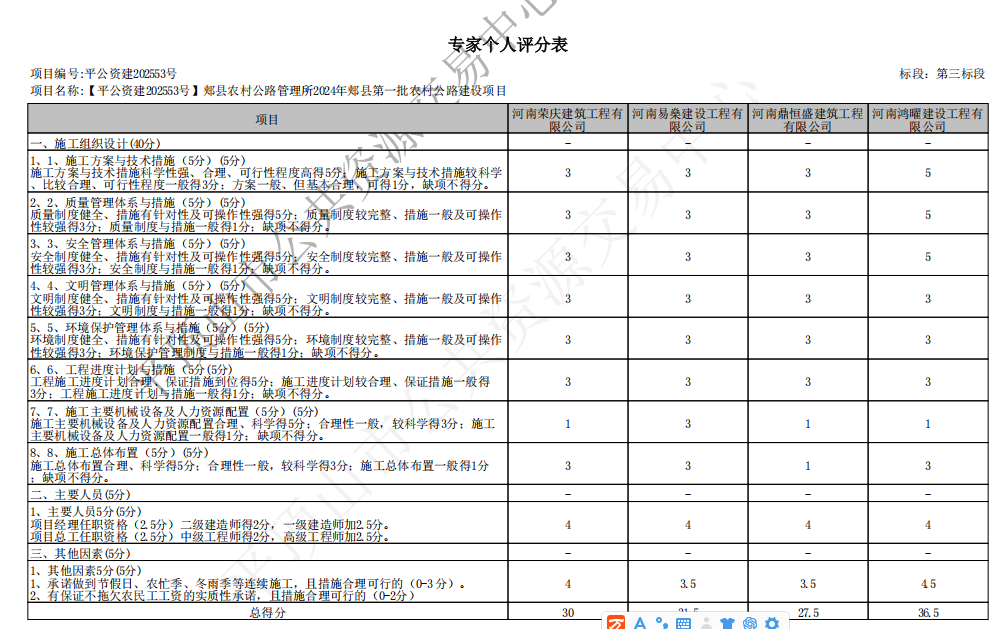 专家个人评分表
项目编号:平公资建202553号
标段：第三标段
项目名称:【平公资建202553号】郏县农村公路管理所2024年郏县第一批农村公路建设项目
项目
河南荣庆建筑工程有限公司
河南易燊建设工程有限公司
河南鼎恒盛建筑工程有限公司
河南鸿曜建设工程有限公司
一、施工组织设计(40分) － － － －
1、1、施工方案与技术措施（5分）(5分)
施工方案与技术措施科学性强、合理、可行性程度高得5分；施工方案与技术措施较科学
、比较合理、可行性程度一般得3分；方案一般、但基本合理，可得1分，缺项不得分。
3 3 3 5
2、2、质量管理体系与措施（5分）(5分)
质量制度健全、措施有针对性及可操作性强得5分；质量制度较完整、措施一般及可操作
性较强得3分；质量制度与措施一般得1分；缺项不得分。
3 3 3 5
3、3、安全管理体系与措施（5分）(5分)
安全制度健全、措施有针对性及可操作性强得5分；安全制度较完整、措施一般及可操作
性较强得3分；安全制度与措施一般得1分；缺项不得分。
3 3 3 5
4、4、文明管理体系与措施（5分）(5分)
文明制度健全、措施有针对性及可操作性强得5分；文明制度较完整、措施一般及可操作
性较强得3分；文明制度与措施一般得1分；缺项不得分。
3 3 3 3
5、5、环境保护管理体系与措施（5分）(5分)
环境制度健全、措施有针对性及可操作性强得5分；环境制度较完整、措施一般及可操作
性较强得3分；环境保护管理制度与措施一般得1分；缺项不得分。
3 3 3 3
6、6、工程进度计划与措施（5分(5分)
工程施工进度计划合理、保证措施到位得5分；施工进度计划较合理、保证措施一般得
3分；工程施工进度计划与措施一般得1分；缺项不得分。
3 3 3 3
7、7、施工主要机械设备及人力资源配置（5分）(5分)
施工主要机械设备及人力资源配置合理、科学得5分；合理性一般，较科学得3分；施工
主要机械设备及人力资源配置一般得1分；缺项不得分。
1 3 1 1
8、8、施工总体布置（5分）(5分)
施工总体布置合理、科学得5分；合理性一般，较科学得3分；施工总体布置一般得1分
；缺项不得分。
3 3 1 3
二、主要人员(5分) － － － －
1、主要人员5分(5分)
项目经理任职资格（2.5分）二级建造师得2分，一级建造师加2.5分。
项目总工任职资格（2.5分）中级工程师得2分，高级工程师加2.5分。
4 4 4 4
三、其他因素(5分) － － － －
1、其他因素5分(5分)
1、承诺做到节假日、农忙季、冬雨季等连续施工，且措施合理可行的（0-3分）。
2、有保证不拖欠农民工工资的实质性承诺，且措施合理可行的（0-2分）
4 3.5 3.5 4.5
总得分 30 31.5 27.5 36.5
平顶山市公共资源交易中心
平顶山市公共资源交易中心